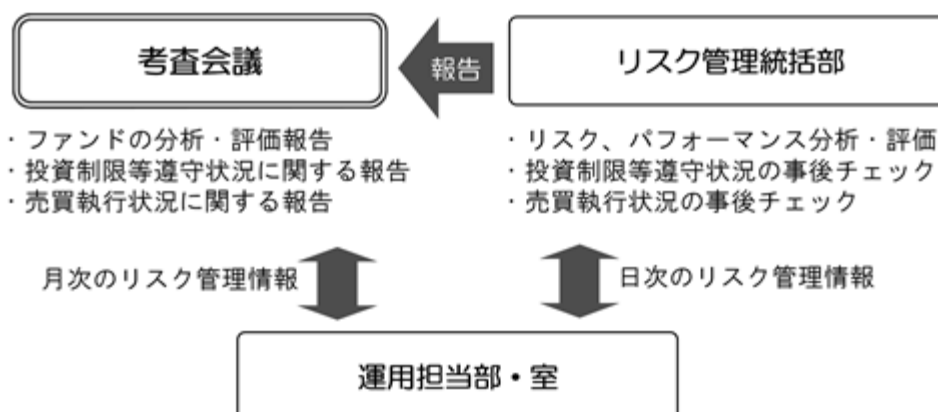 考査会議
報告
リスク管理統括部
・ファンドの分析・評価報告
・投資制限等遵守状況に関する報告
・売買執行状況に関する報告
・リスク、パフォーマンス分析・評価
・投資制限等遵守状況の事後チェック
・売買執行状況の事後チェック
月次のリスク管理情報
日次のリスク管理情報
運用担当部・室